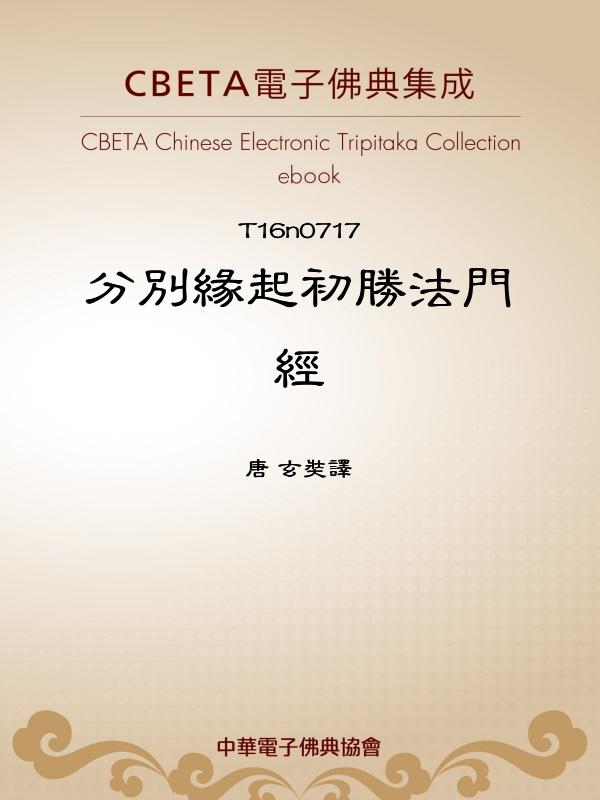 CBETA電子佛典集成
CBETA Chinese Electronic Tripitaka Collection
ebook
T16n0717
分別緣起初勝法門
經
唐 玄奘譯
中華電子佛典協會